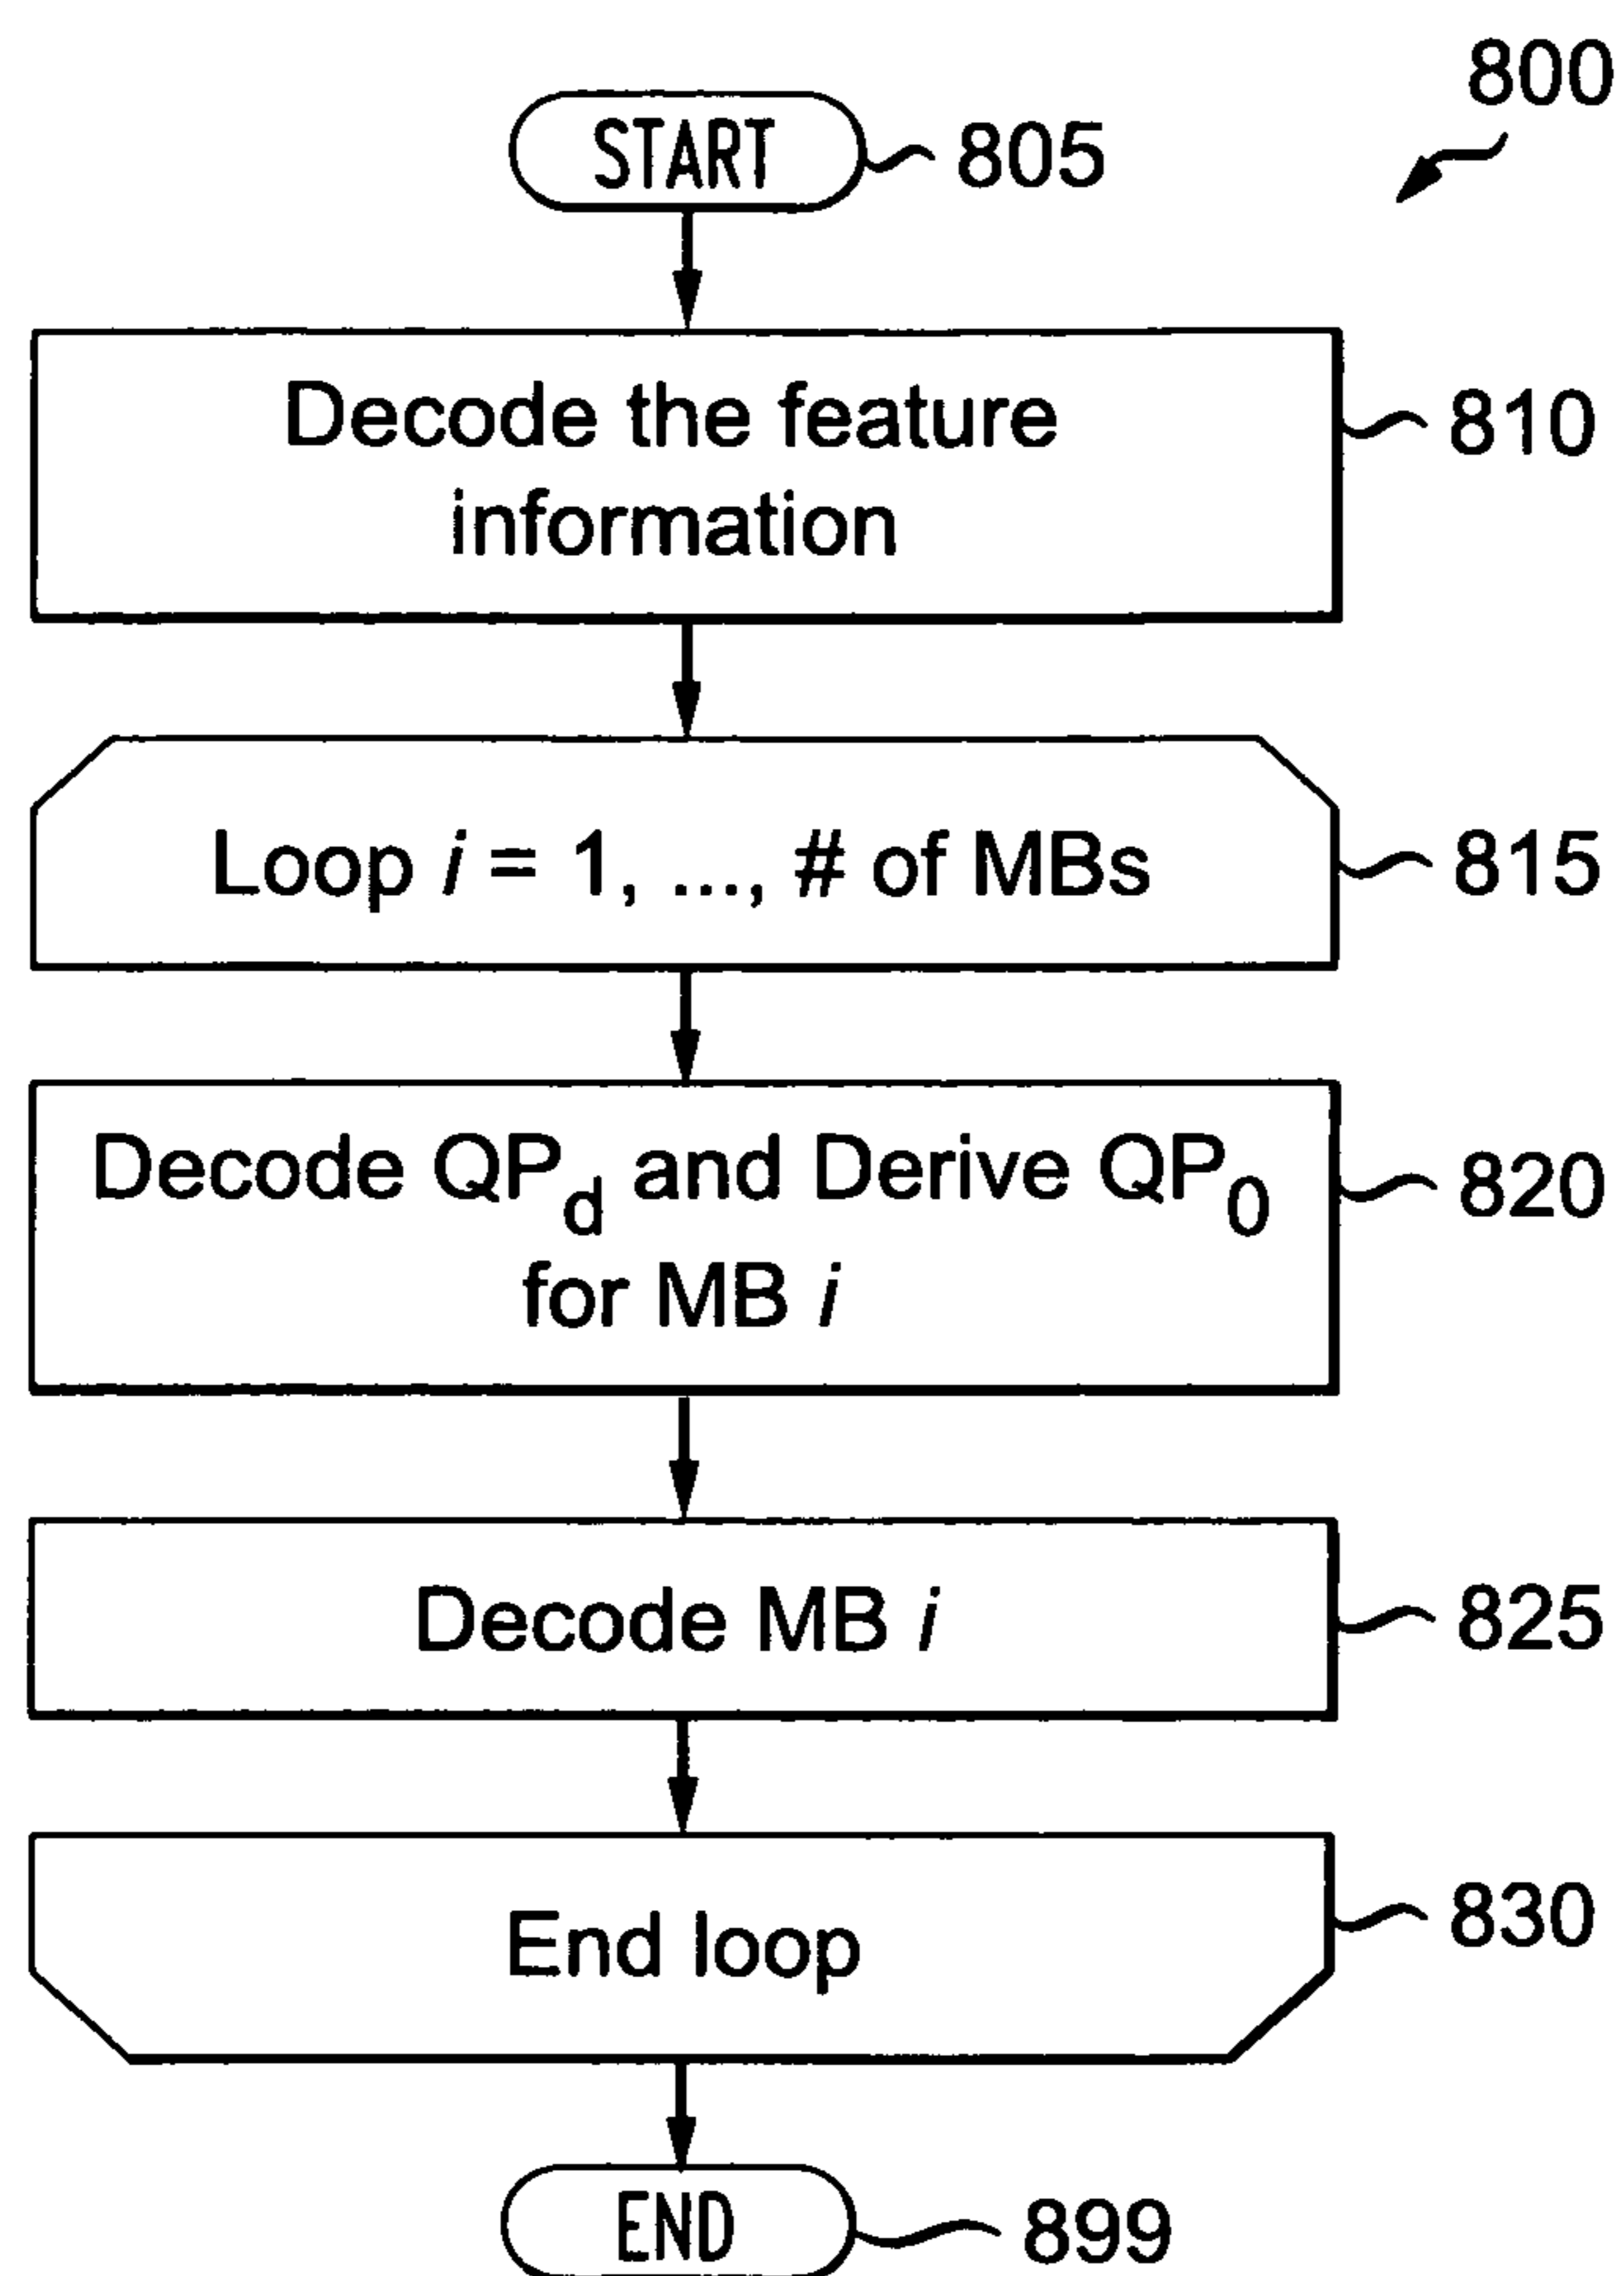 800
START 805
Decode the feature
information
810
Loop i = 1, ..., # of MBs 815
Decode QPd and Derive QP0
for MB i
820
Decode MB i 825
End loop 830
END 899